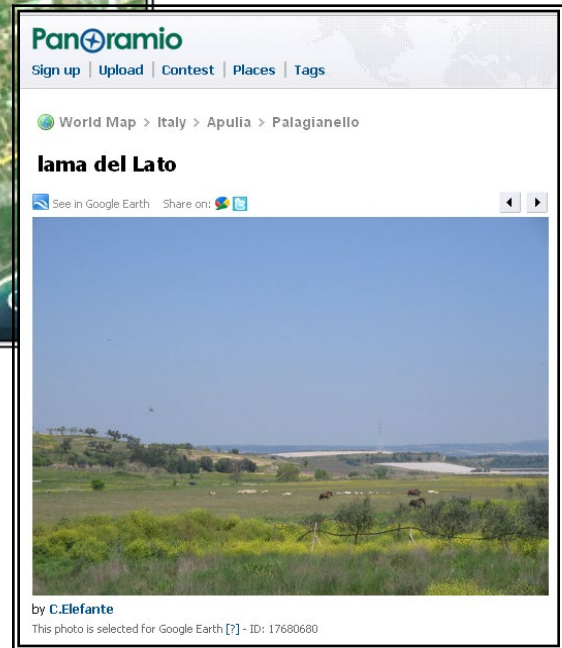 Panoramio
Sign up | Upload | Contest | Places | Tags
World Map > Italy > Apulia > Palagianello
lama del Lato
See in Google Earth Share on:
by C.Elefante
This photo is selected for Google Earth [?] - ID: 17680680